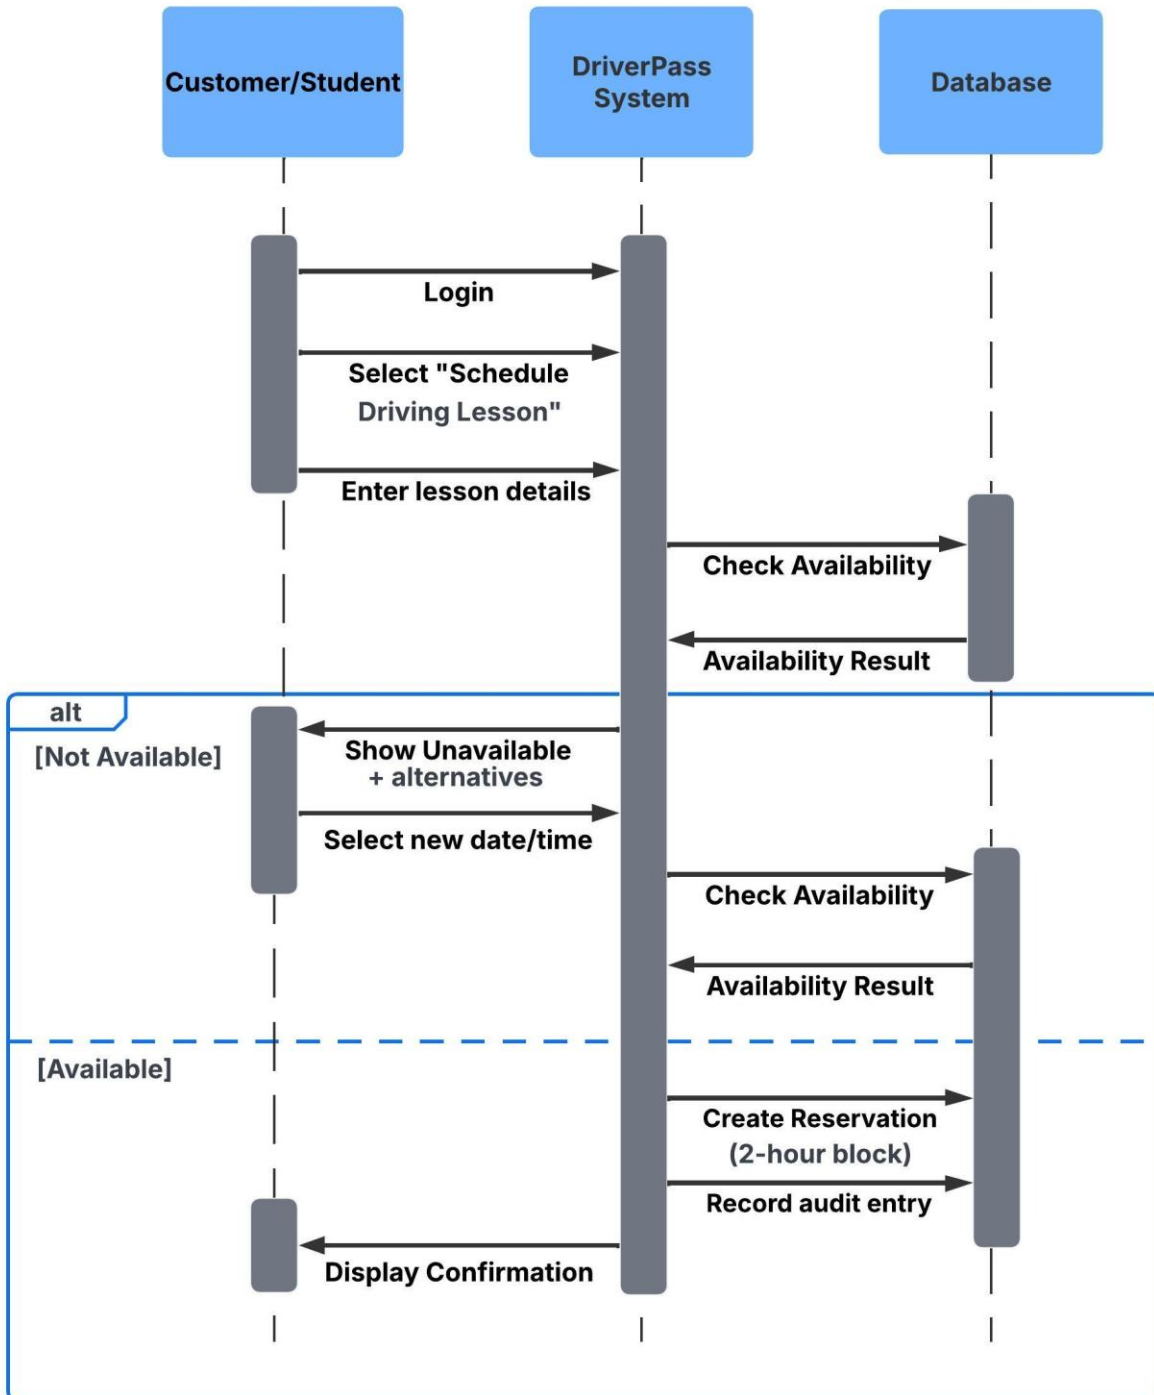 Customer/Student
DriverPass
System
Database
Login
Select "Schedule
Driving Lesson"
Enter lesson details
Check Availability
Availability Result
alt
[Not Available]
Show Unavailable
+ alternatives
Select new date/time
Check Availability
Availability Result
[Available]
Create Reservation
(2-hour block)
Record audit entry
Display Confirmation